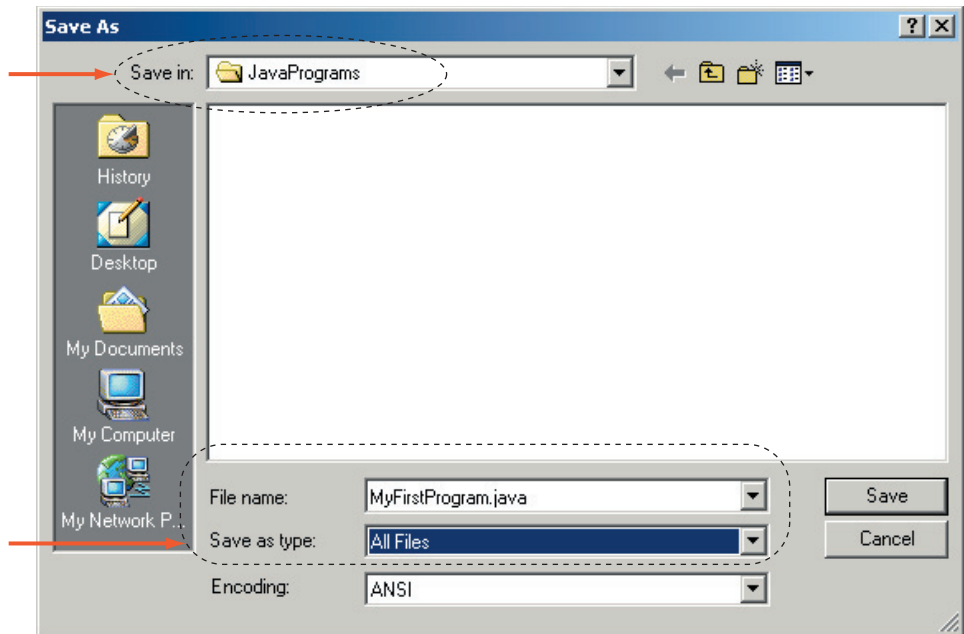 Save As
Save in: JavaPrograms
History
Desktop
My Documents
My Computer
My Network P...
File name: MyFirstProgram.java Save
Save as type: All Files Cancel
Encoding: ANSI